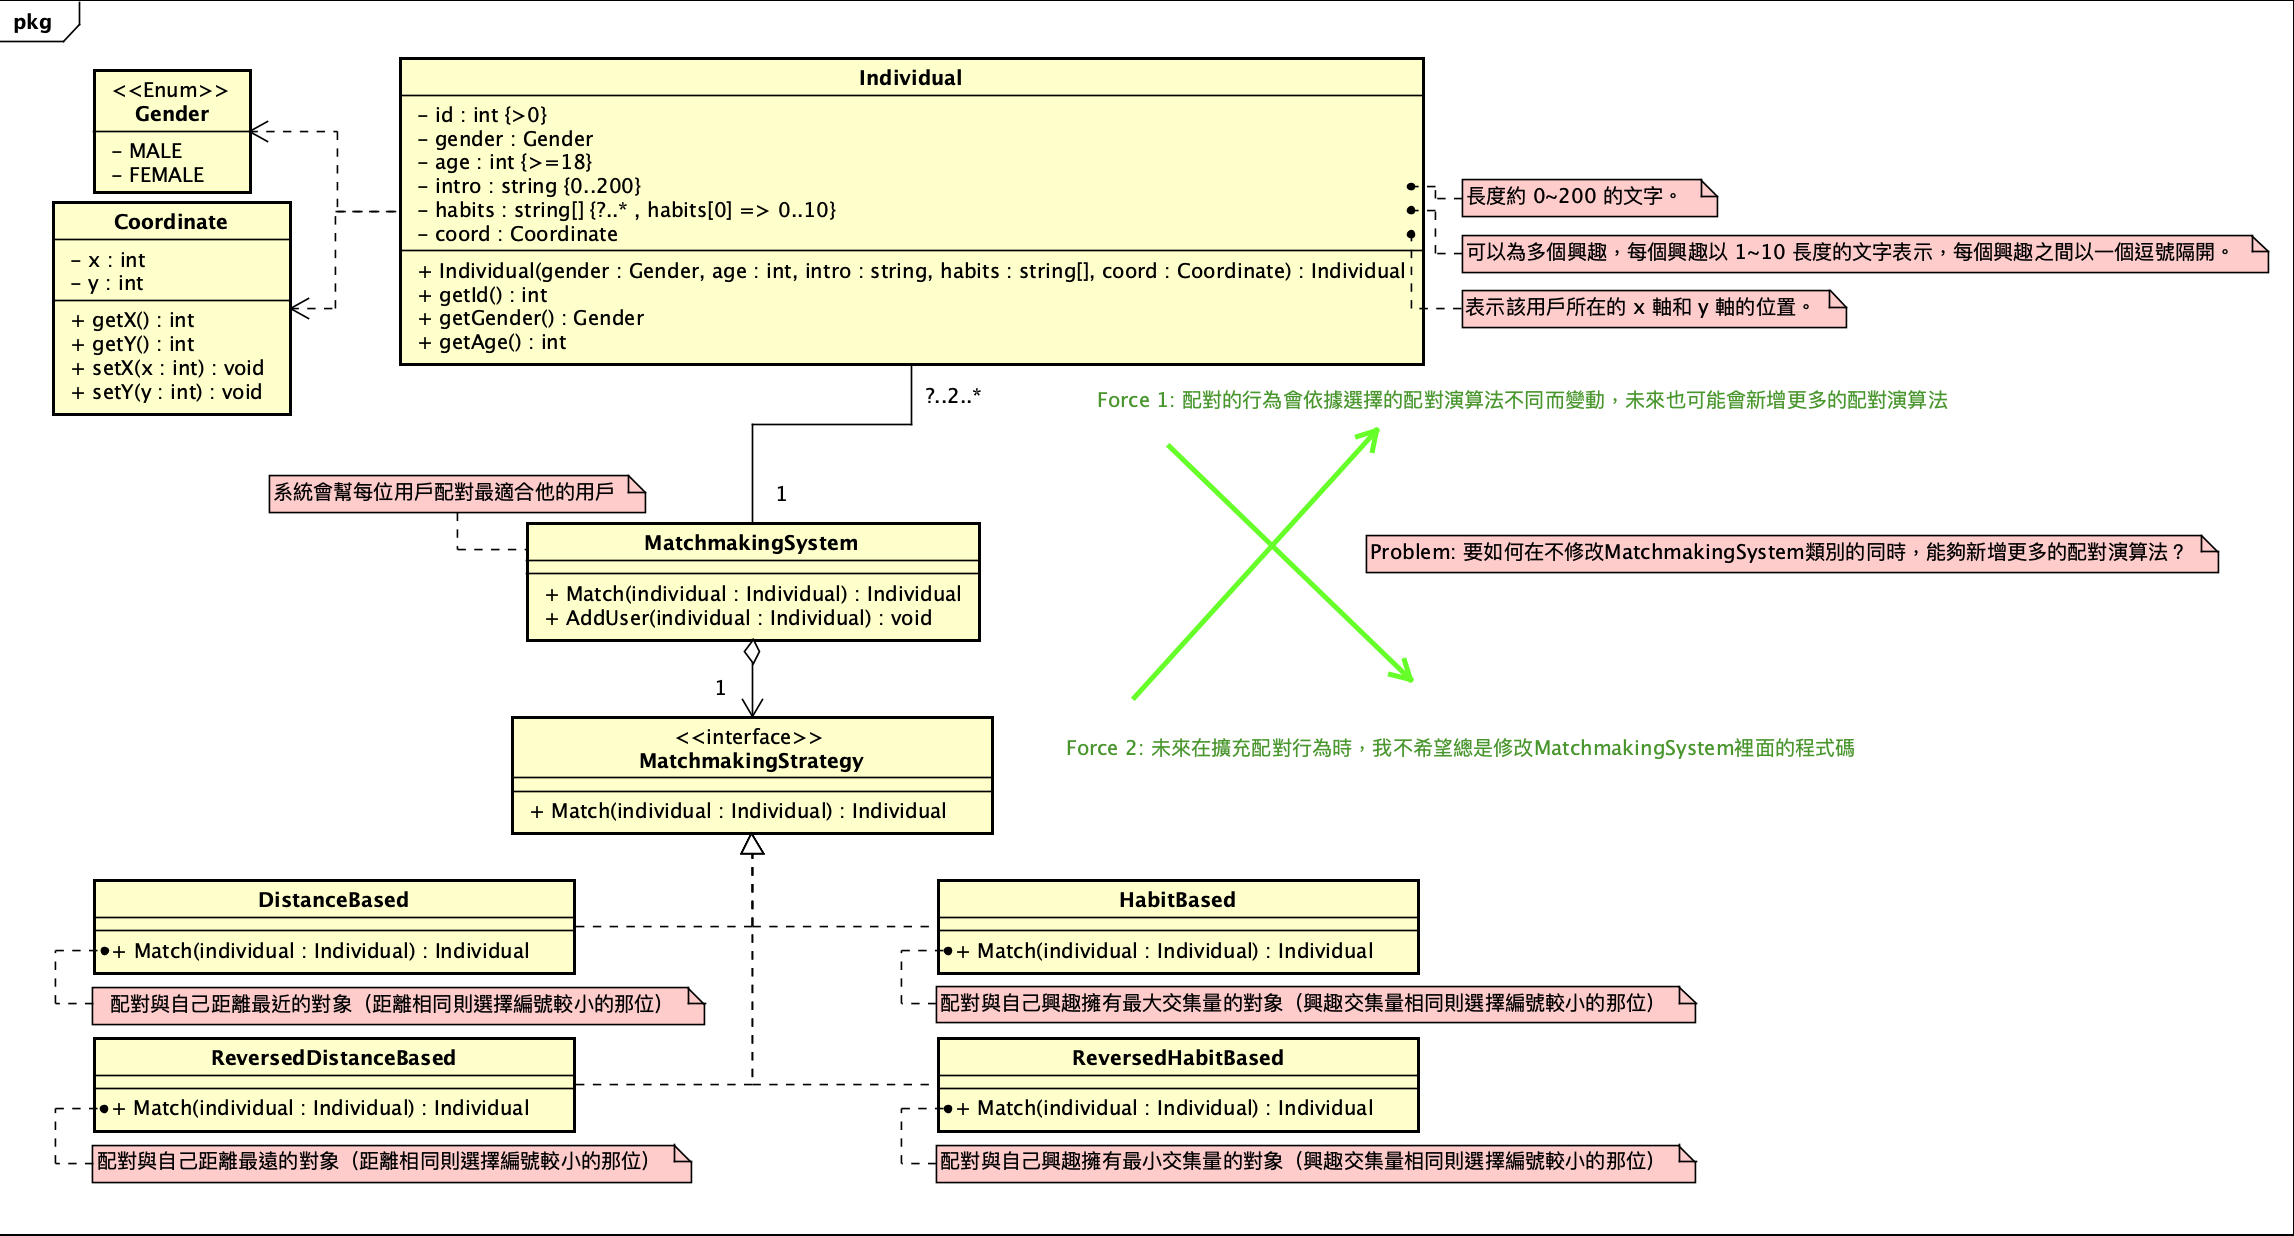 pkg
<<Enum>>
Gender
- MALE
- FEMALE
Coordinate
- x : int
- y : int
+ getX() : int
+ getY() : int
+ setX(x : int) : void
+ setY(y : int) : void
Individual
- id : int {>0}
- gender : Gender
- age : int {>=18}
- intro : string {0..200}
- habits : string[] {?..* , habits[0] => 0..10}
- coord : Coordinate
+ Individual(gender : Gender, age : int, intro : string, habits : string[], coord : Coordinate) : Individual
+ getId() : int
+ getGender() : Gender
+ getAge() : int
長度約 0~200 的文字。
可以為多個興趣，每個興趣以 1~10 長度的文字表示，每個興趣之間以一個逗號隔開。
表示該用戶所在的 x 軸和 y 軸的位置。
?..2..*
1
Force 1: 配對的行為會依據選擇的配對演算法不同而變動，未來也可能會新增更多的配對演算法
系統會幫每位用戶配對最適合他的用戶
MatchmakingSystem
+ Match(individual : Individual) : Individual
+ AddUser(individual : Individual) : void
Problem: 要如何在不修改MatchmakingSystem類別的同時，能夠新增更多的配對演算法？
1
<<interface>>
MatchmakingStrategy
+ Match(individual : Individual) : Individual
Force 2: 未來在擴充配對行為時，我不希望總是修改MatchmakingSystem裡面的程式碼
DistanceBased
+ Match(individual : Individual) : Individual
配對與自己距離最近的對象（距離相同則選擇編號較小的那位）
HabitBased
+ Match(individual : Individual) : Individual
配對與自己興趣擁有最大交集量的對象（興趣交集量相同則選擇編號較小的那位）
ReversedDistanceBased
+ Match(individual : Individual) : Individual
配對與自己距離最遠的對象（距離相同則選擇編號較小的那位）
ReversedHabitBased
+ Match(individual : Individual) : Individual
配對與自己興趣擁有最小交集量的對象（興趣交集量相同則選擇編號較小的那位）